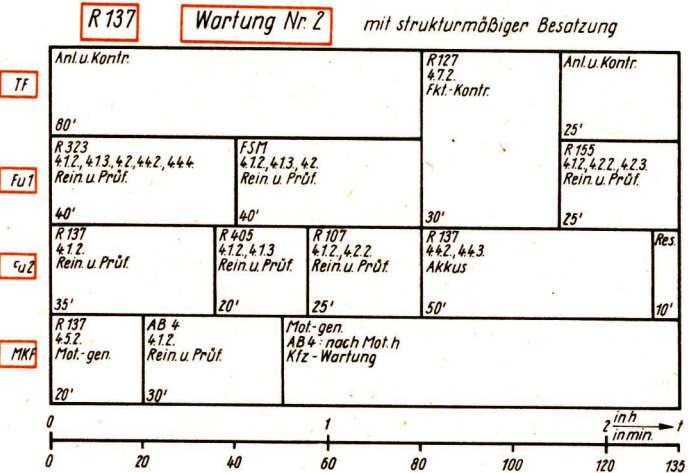 R 137 Wartung Nr. 2 mit strukturmäßiger Besatzung
TF
Anl. u. Kontr.
80'
R 127
4.7.2.
Fkt.-Kontr.
30'
Anl. u. Kontr.
25'
Fu1
R 323
4.1.2., 4.1.3, 4.2, 4.4.2., 4.4.4.
Rein. u. Prüf.
40'
FSM
4.1.2., 4.1.3, 4.2.
Rein. u. Prüf.
40'
R 155
4.1.2., 4.2.2., 4.2.3.
Rein. u. Prüf.
25'
Fu2
R 137
4.1.2.
Rein. u. Prüf.
35'
R 405
4.1.2., 4.1.3
Rein. u. Prüf.
20'
R 107
4.1.2., 4.2.2.
Rein. u. Prüf.
25'
R 137
4.4.2., 4.4.3.
Akkus
50'
Res.
10'
MKF
R 137
4.5.2.
Mot.-gen.
20'
AB 4
4.1.2.
Rein. u. Prüf.
30'
Mot.-gen.
AB 4 : nach Mot. h
Kfz - Wartung
0 1 2 in h t
in min.
0 20 40 60 80 100 120 135